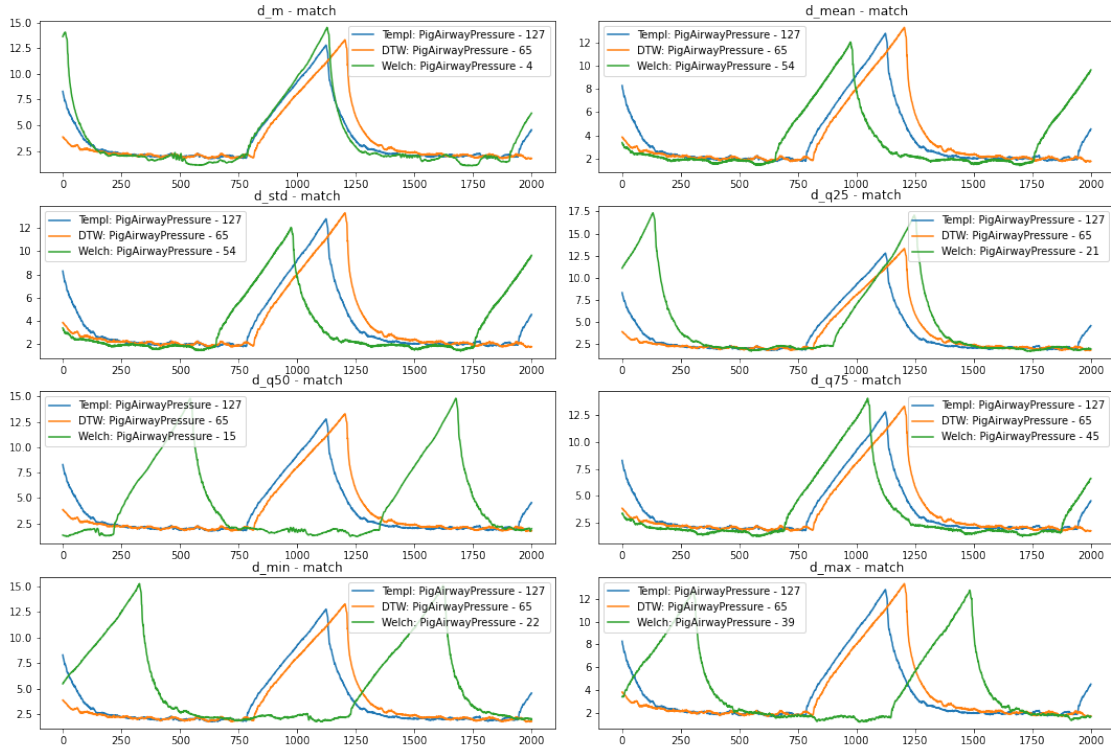 d_m - match
15.0
12.5
10.0
7.5
5.0
2.5
Templ: PigAirwayPressure - 127
DTW: PigAirwayPressure - 65
Welch: PigAirwayPressure - 4
0 250 500 750 1000 1250 1500 1750 2000
d_mean - match
12
10
8
6
4
2
Templ: PigAirwayPressure - 127
DTW: PigAirwayPressure - 65
Welch: PigAirwayPressure - 54
0 250 500 750 1000 1250 1500 1750 2000
d_std - match
12
10
8
6
4
2
Templ: PigAirwayPressure - 127
DTW: PigAirwayPressure - 65
Welch: PigAirwayPressure - 54
0 250 500 750 1000 1250 1500 1750 2000
d_q25 - match
17.5
15.0
12.5
10.0
7.5
5.0
2.5
Templ: PigAirwayPressure - 127
DTW: PigAirwayPressure - 65
Welch: PigAirwayPressure - 21
0 250 500 750 1000 1250 1500 1750 2000
d_q50 - match
15.0
12.5
10.0
7.5
5.0
2.5
Templ: PigAirwayPressure - 127
DTW: PigAirwayPressure - 65
Welch: PigAirwayPressure - 15
0 250 500 750 1000 1250 1500 1750 2000
d_q75 - match
12.5
10.0
7.5
5.0
2.5
Templ: PigAirwayPressure - 127
DTW: PigAirwayPressure - 65
Welch: PigAirwayPressure - 45
0 250 500 750 1000 1250 1500 1750 2000
d_min - match
15.0
12.5
10.0
7.5
5.0
2.5
Templ: PigAirwayPressure - 127
DTW: PigAirwayPressure - 65
Welch: PigAirwayPressure - 22
0 250 500 750 1000 1250 1500 1750 2000
d_max - match
12
10
8
6
4
2
Templ: PigAirwayPressure - 127
DTW: PigAirwayPressure - 65
Welch: PigAirwayPressure - 39
0 250 500 750 1000 1250 1500 1750 2000